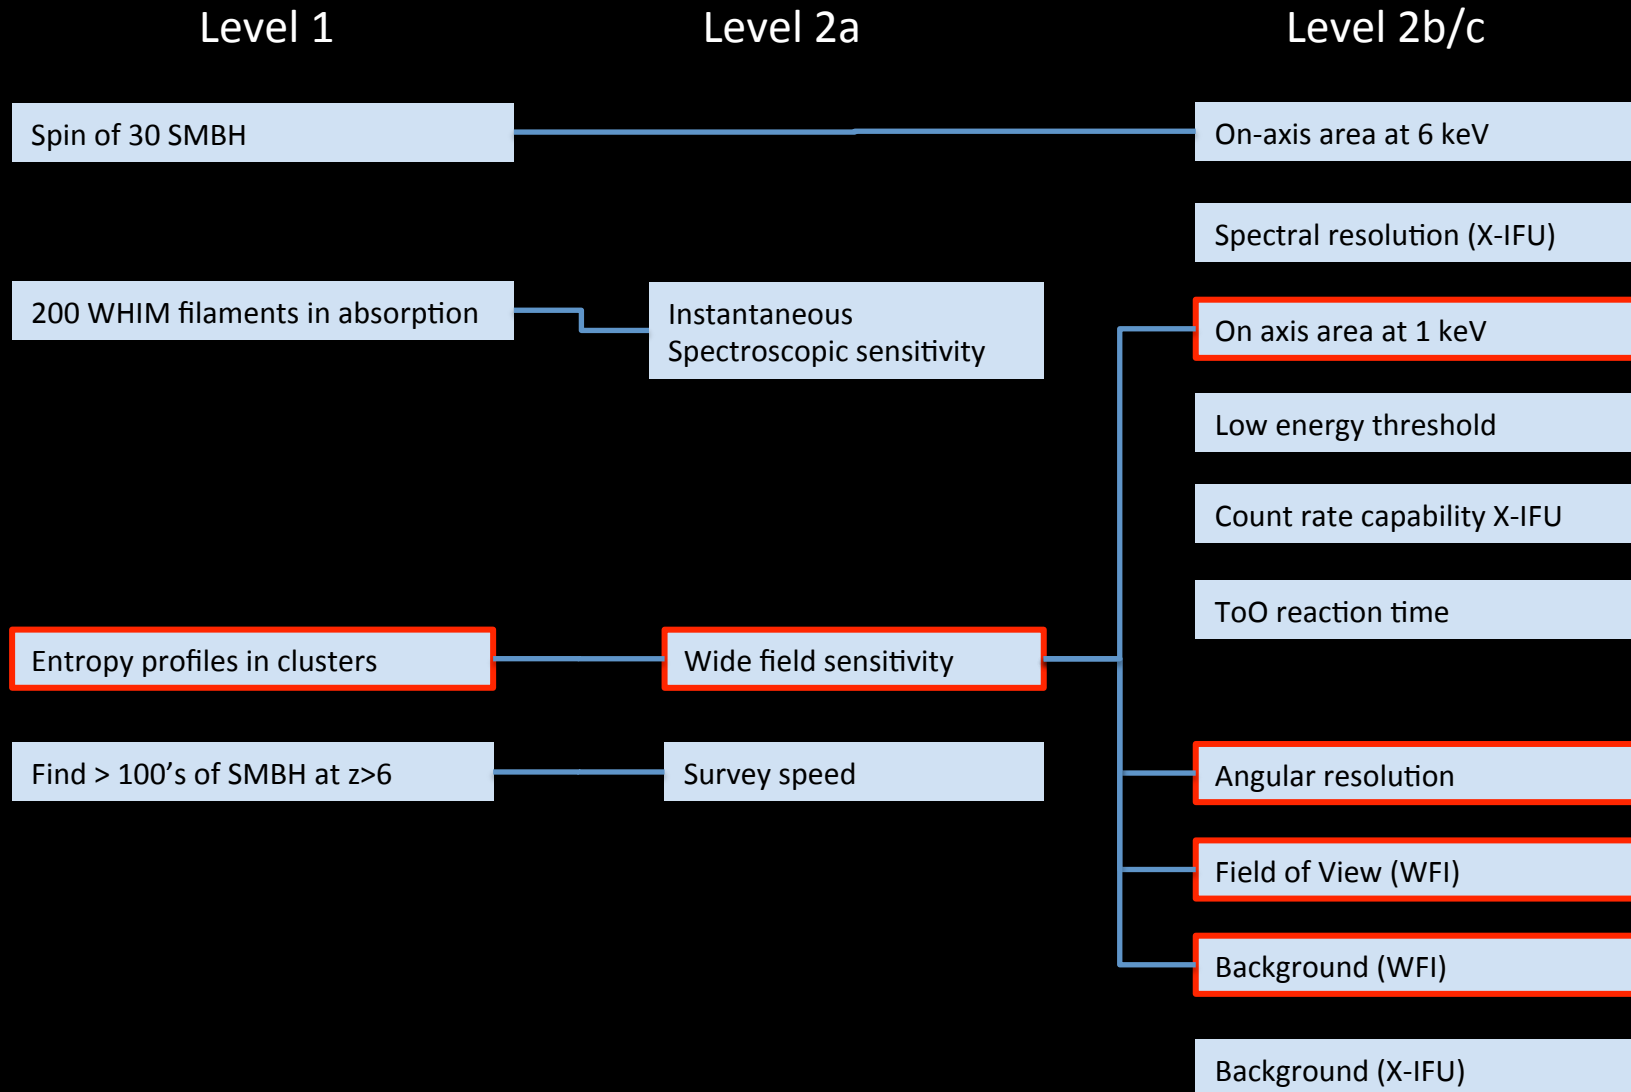 Level 1
Level 2a
Level 2b/c
Spin of 30 SMBH
On-axis area at 6 keV
Spectral resolution (X-IFU)
200 WHIM filaments in absorption
Instantaneous
Spectroscopic sensitivity
On axis area at 1 keV
Low energy threshold
Count rate capability X-IFU
ToO reaction time
Entropy profiles in clusters
Wide field sensitivity
Find > 100’s of SMBH at z>6
Survey speed
Angular resolution
Field of View (WFI)
Background (WFI)
Background (X-IFU)